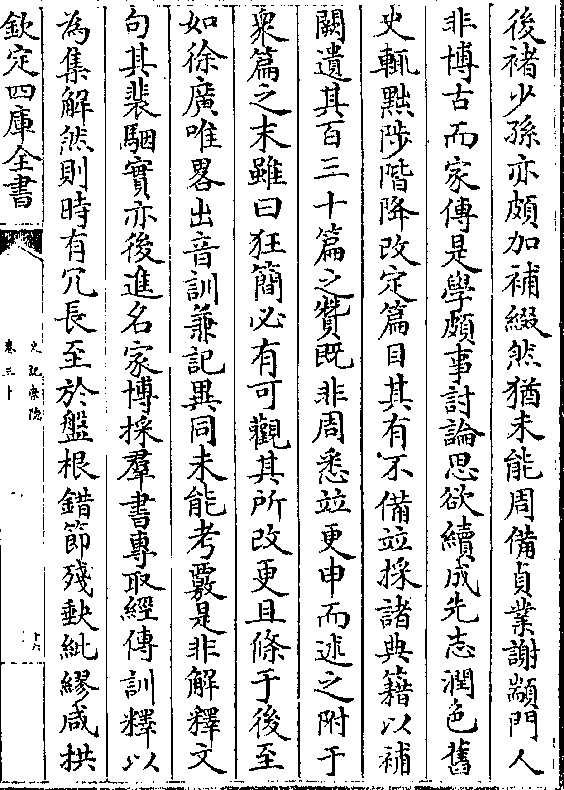 後褚少孫亦頗加補綴然猶未能周備貞業謝顓門人
非博古而家傳是學頗事討論思欲續成先志潤色舊
史輒黜陟階降改定篇目其有不備竝採諸典籍以補
闕遺其百三十篇之贊既非周悉竝更申而述之附于
衆篇之末雖曰狂簡必有可觀其所改更且條于後至
如徐廣唯畧出音訓兼記異同未能考覈是非解釋文
句其裴駰實亦後進名家博採羣書專取經傳訓釋以
為集解然則時有冗長至於盤根錯節殘缺紕繆咸拱
欽定四庫全書
史記索隱
卷三十
十六